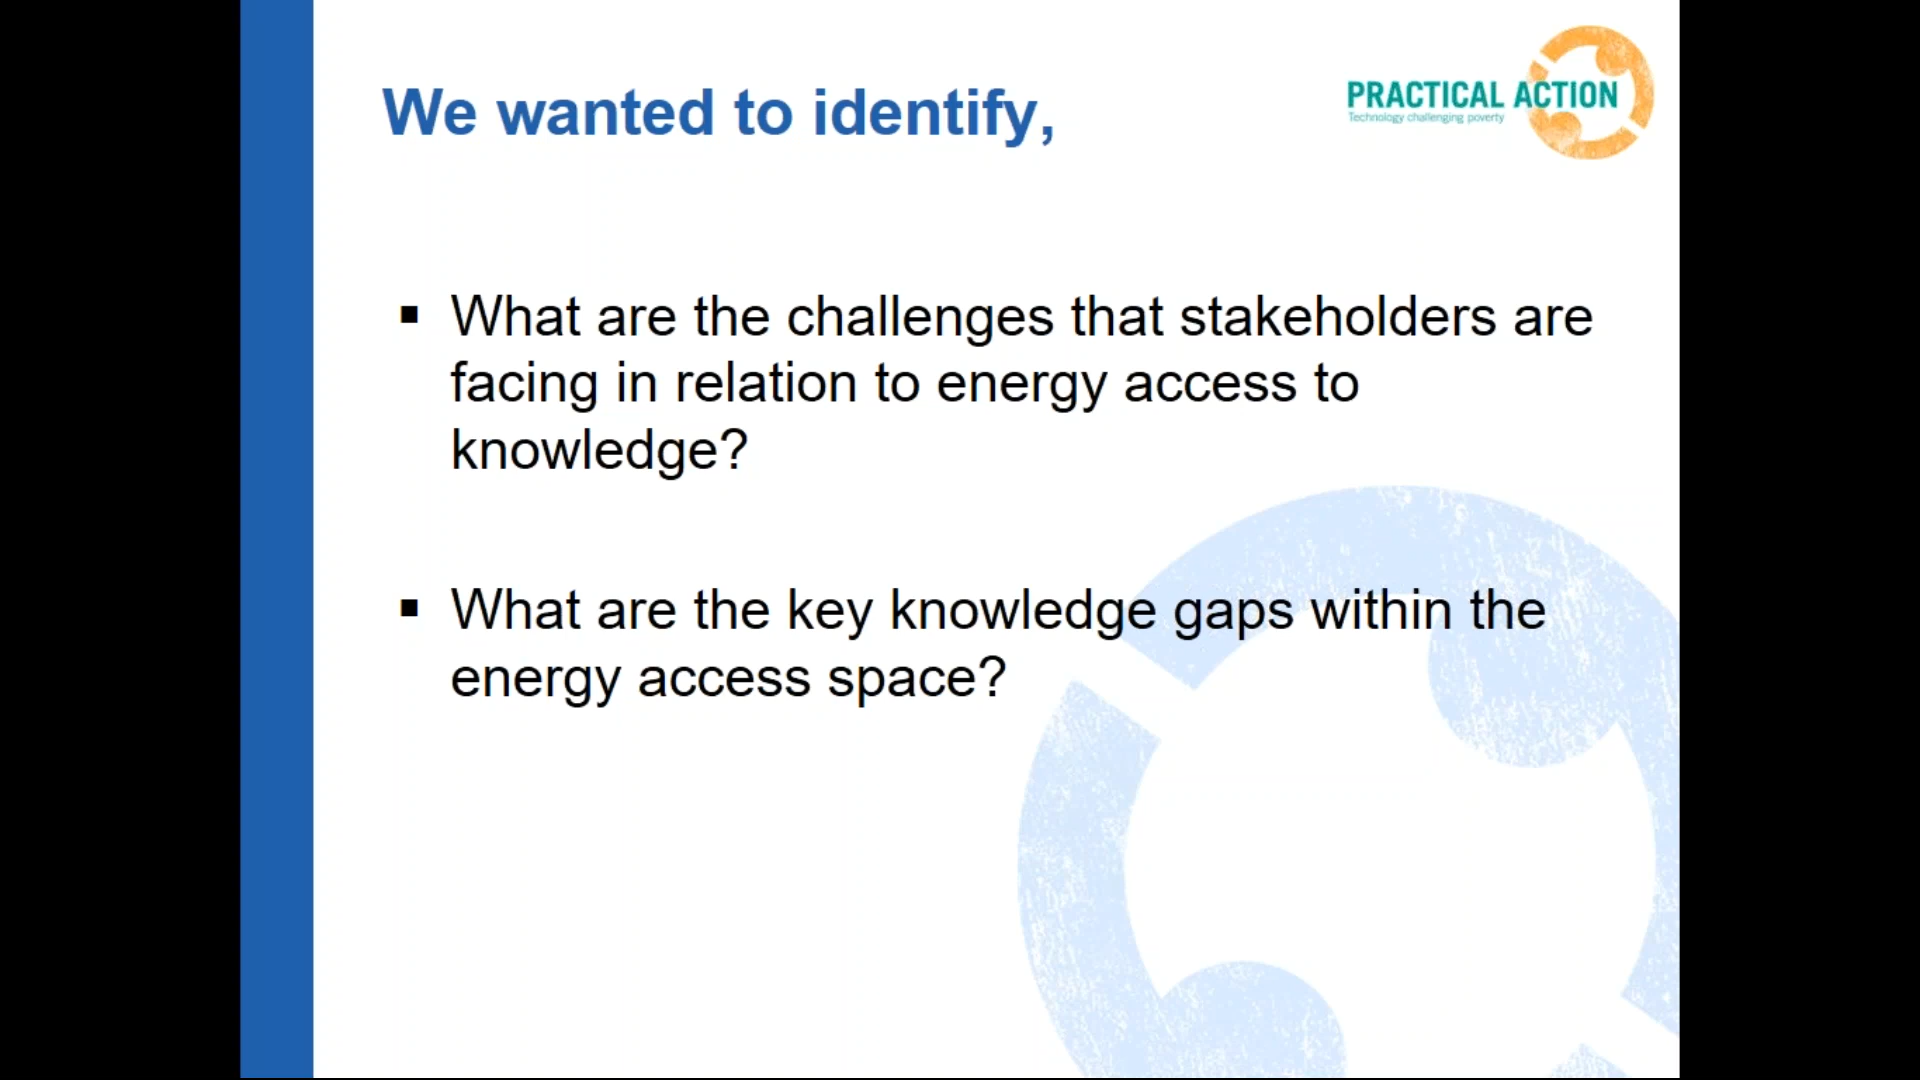 We wanted to identify,
PRACTICAL ACTION
Technology challenging poverty
▪ What are the challenges that stakeholders are
facing in relation to energy access to
knowledge?
▪ What are the key knowledge gaps within the
energy access space?